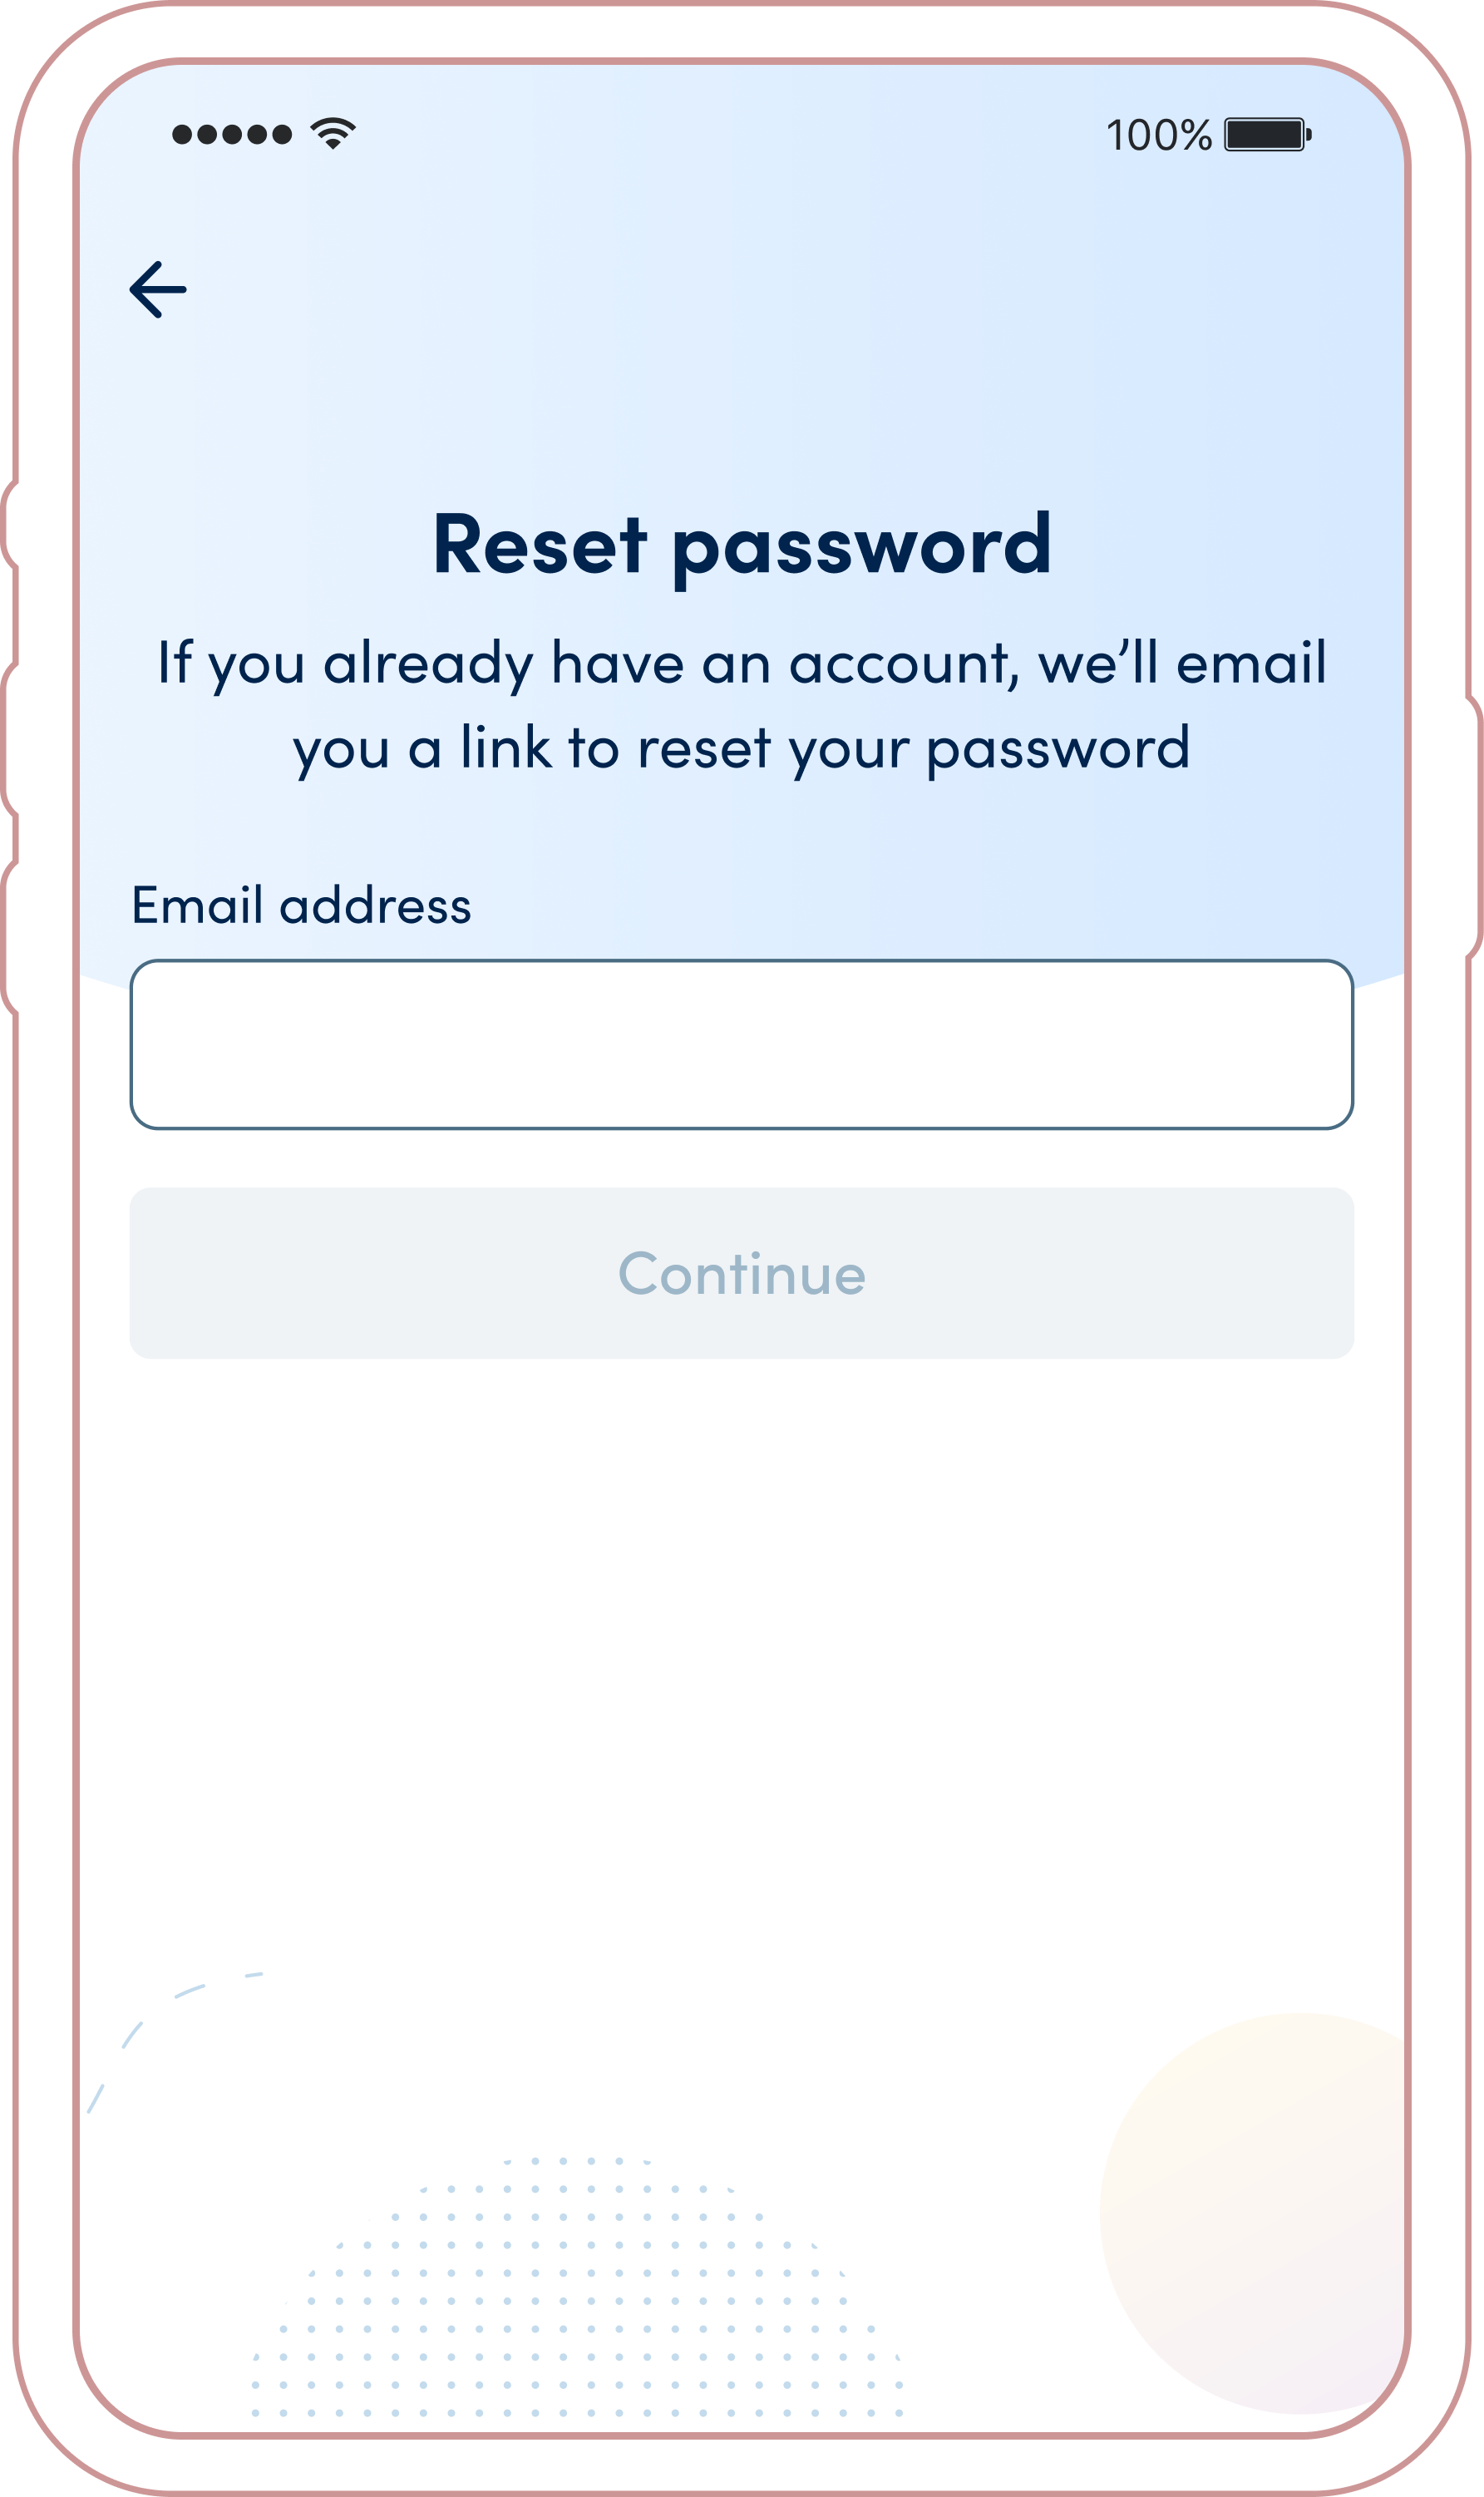 100%
Reset password
If you already have an account, we’ll email
you a link to reset your password
Email address
Continue